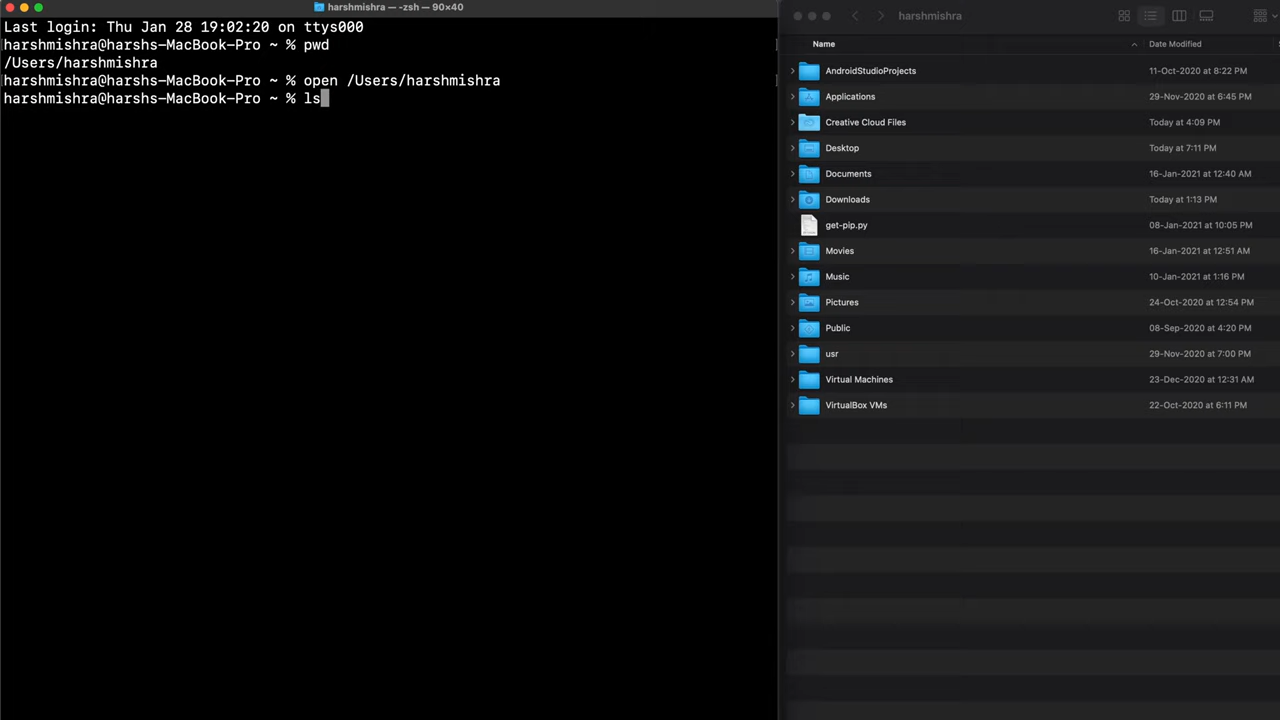 harshmishra — -zsh — 90×40
Last login: Thu Jan 28 19:02:20 on ttys000
harshmishra@harshs-MacBook-Pro ~ % pwd
/Users/harshmishra
harshmishra@harshs-MacBook-Pro ~ % open /Users/harshmishra
harshmishra@harshs-MacBook-Pro ~ % ls
harshmishra
Name Date Modified
AndroidStudioProjects 11-Oct-2020 at 8:22 PM
Applications 29-Nov-2020 at 6:45 PM
Creative Cloud Files Today at 4:09 PM
Desktop Today at 7:11 PM
Documents 16-Jan-2021 at 12:40 AM
Downloads Today at 1:13 PM
get-pip.py 08-Jan-2021 at 10:05 PM
Movies 16-Jan-2021 at 12:51 AM
Music 10-Jan-2021 at 1:16 PM
Pictures 24-Oct-2020 at 12:54 PM
Public 08-Sep-2020 at 4:20 PM
usr 29-Nov-2020 at 7:00 PM
Virtual Machines 23-Dec-2020 at 12:31 AM
VirtualBox VMs 22-Oct-2020 at 6:11 PM